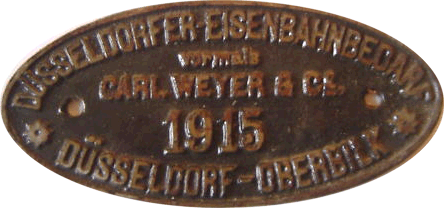 DÜSSELDORFER-EISENBAHNBEDARF
vormals
CARL WEYER & Co.
1915
DÜSSELDORF-OBERBILK